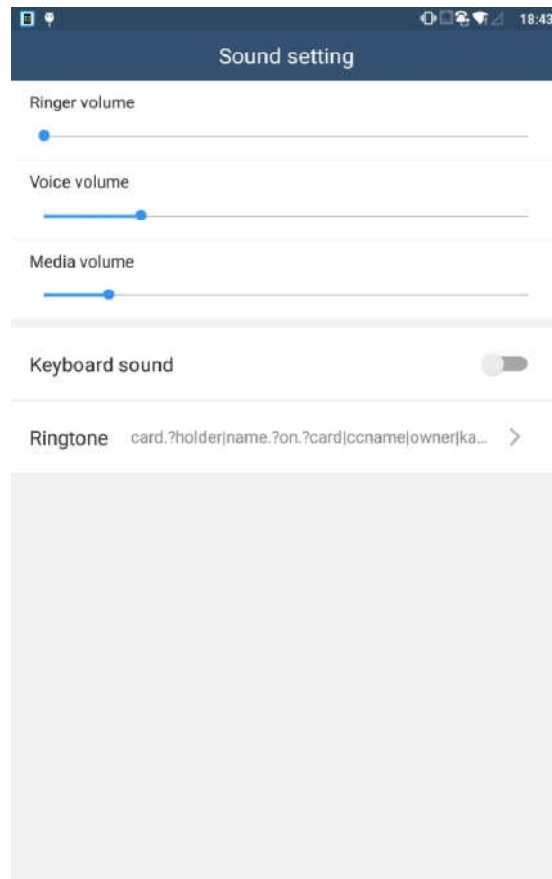 18:43
Sound setting
Ringer volume
Voice volume
Media volume
Keyboard sound
Ringtone card.?holder|name.?on.?card|ccname|owner|ka...